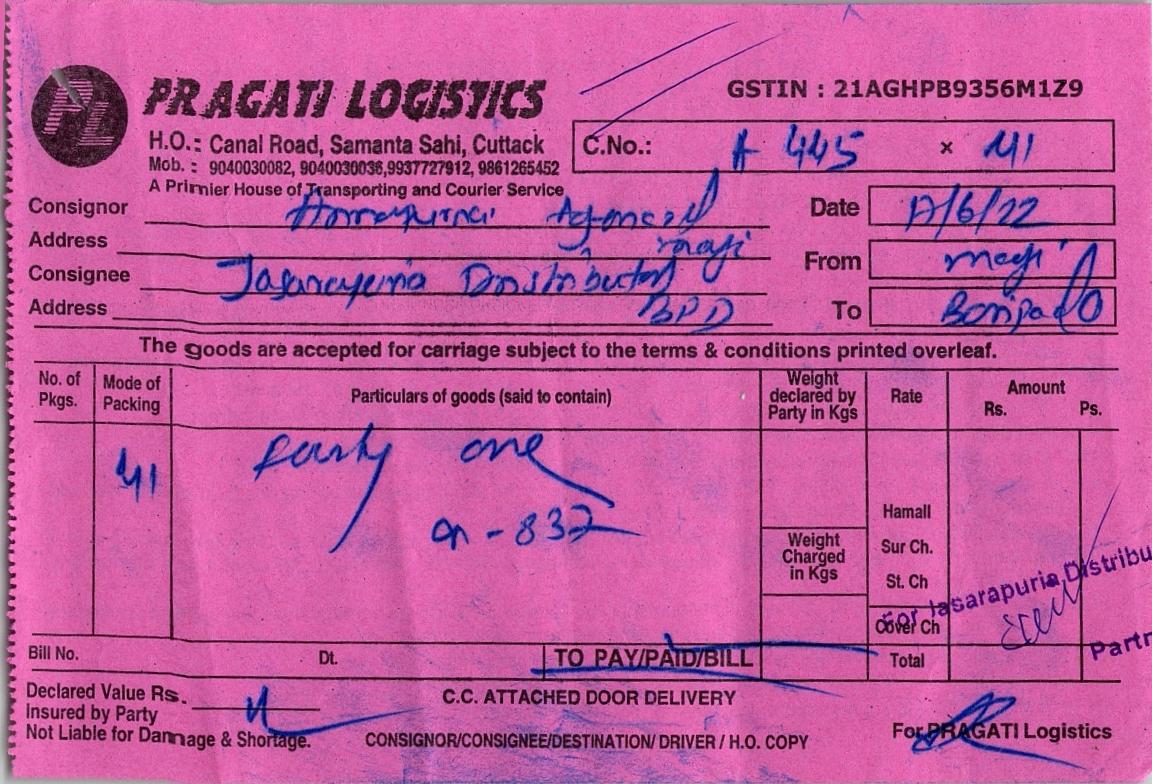 PL PRAGATI LOGISTICS
GSTIN : 21AGHPB9356M1Z9
H.O.: Canal Road, Samanta Sahi, Cuttack
Mob. : 9040030082, 9040030036,9937727912, 9861265452
A Primier House of Transporting and Courier Service
C.No.: A 445 × 41
Consignor
Date /6/22
Address
From
Consignee
Address BPD
To
The goods are accepted for carriage subject to the terms & conditions printed overleaf.
No. of Pkgs. Mode of Packing Particulars of goods (said to contain) Weight declared by Party in Kgs Rate Amount Rs. Ps.
41 one
- 837
Hamall
Weight Charged in Kgs
Sur Ch.
St. Ch
For Jasarapuria Distribu
Cover Ch
Partn
Bill No. Dt. TO PAY/PAID/BILL Total
Declared Value Rs.
C.C. ATTACHED DOOR DELIVERY
Insured by Party
Not Liable for Dammage & Shortage.
CONSIGNOR/CONSIGNEE/DESTINATION/ DRIVER / H.O. COPY
For PRAGATI Logistics